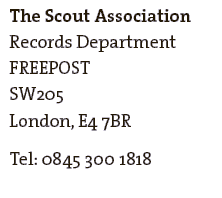 The Scout Association
Records Department
FREEPOST
SW205
London, E4 7BR
Tel: 0845 300 1818